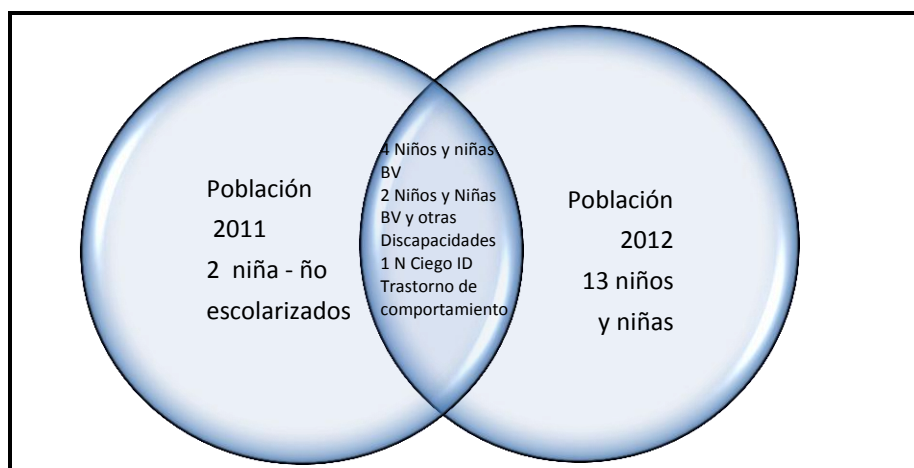 Población
2011
2 niña - ño
escolarizados
4 Niños y niñas
BV
2 Niños y Niñas
BV y otras
Discapacidades
1 N Ciego ID
Trastorno de
comportamiento
Población
2012
13 niños
y niñas